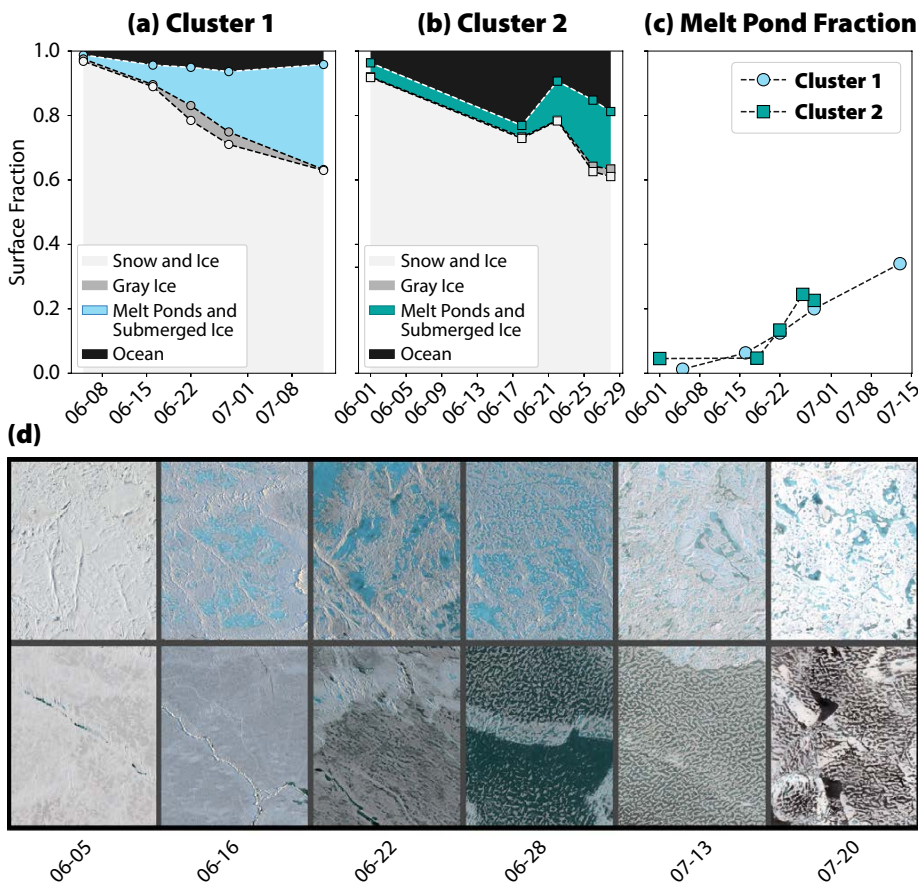 (a) Cluster 1
(b) Cluster 2
(c) Melt Pond Fraction
Surface Fraction
1.0
0.8
0.6
0.4
0.2
0.0
Snow and Ice
Gray Ice
Melt Ponds and
Submerged Ice
Ocean
06-08
06-15
06-22
07-01
07-08
Snow and Ice
Gray Ice
Melt Ponds and
Submerged Ice
Ocean
06-01
06-05
06-09
06-13
06-17
06-21
06-25
06-29
Cluster 1
Cluster 2
06-01
06-08
06-15
06-22
07-01
07-08
07-15
(d)
06-05
06-16
06-22
06-28
07-13
07-20